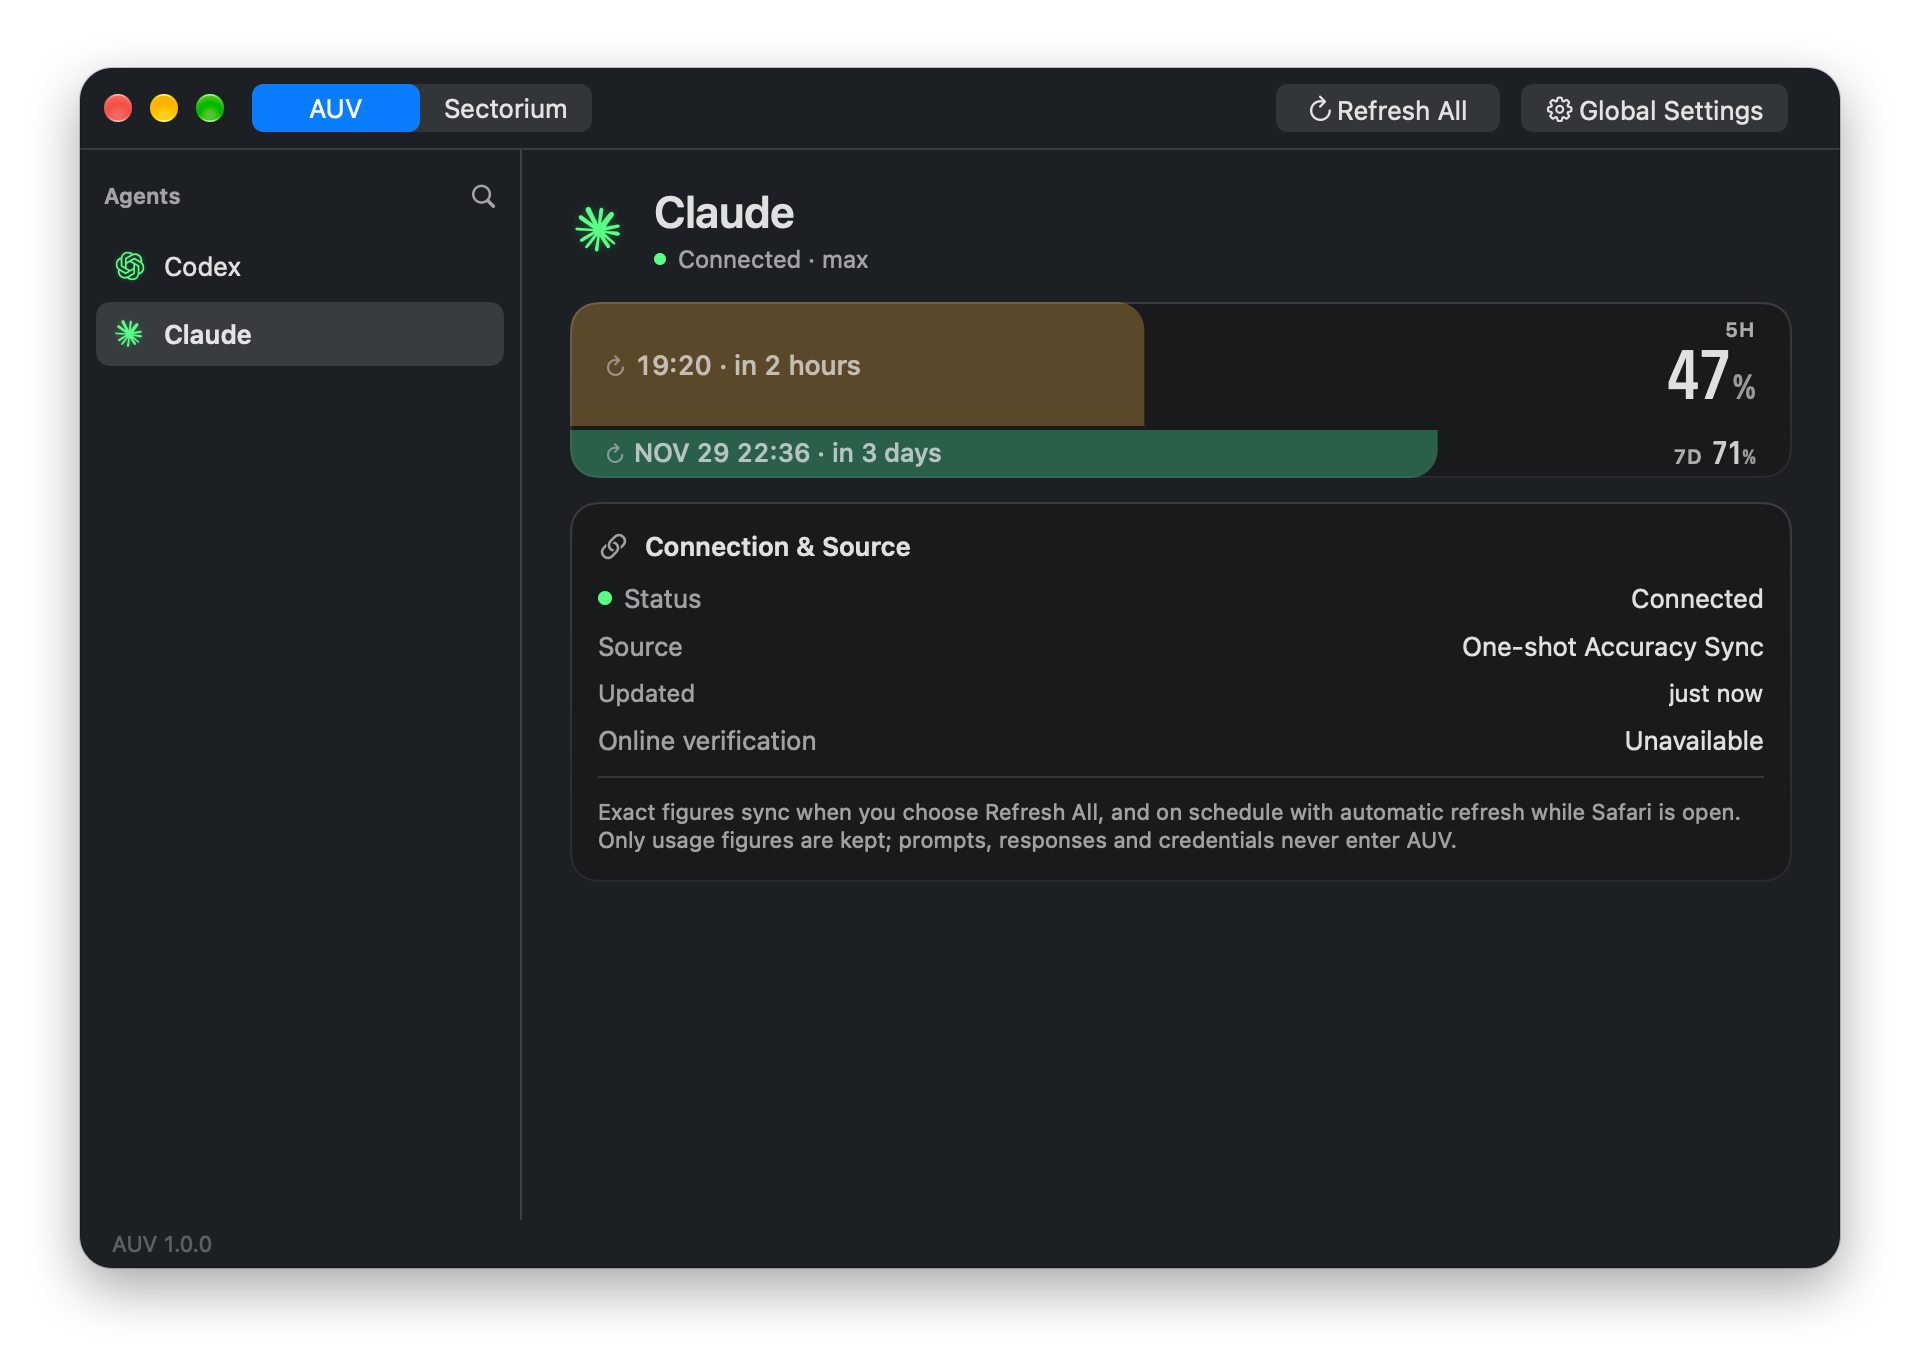 AUV
Sectorium
Refresh All
Global Settings
Agents
Codex
Claude
Claude
Connected · max
19:20 · in 2 hours
5H
47%
NOV 29 22:36 · in 3 days
7D 71%
Connection & Source
Status
Connected
Source
One-shot Accuracy Sync
Updated
just now
Online verification
Unavailable
Exact figures sync when you choose Refresh All, and on schedule with automatic refresh while Safari is open.
Only usage figures are kept; prompts, responses and credentials never enter AUV.
AUV 1.0.0